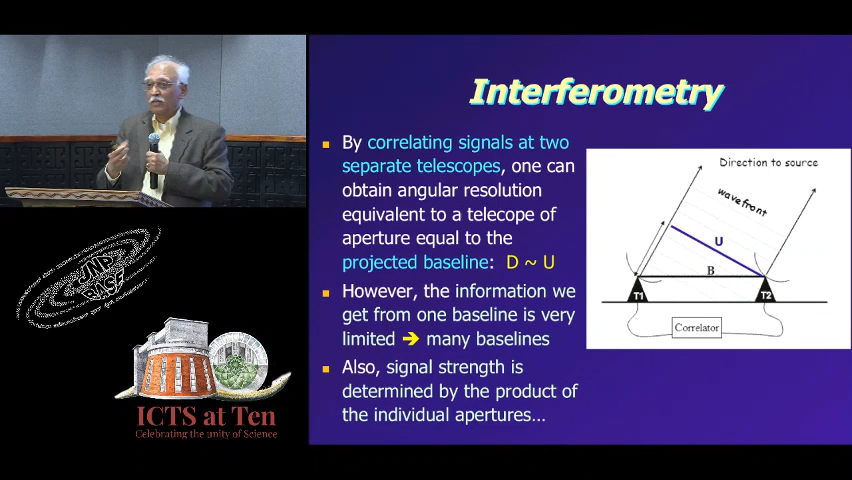 Interferometry
By correlating signals at two
separate telescopes, one can
obtain angular resolution
equivalent to a telecope of
aperture equal to the
projected baseline: D ~ U
However, the information we
get from one baseline is very
limited ➔ many baselines
Also, signal strength is
determined by the product of
the individual apertures…
Direction to source
wavefront
U
B
T1
T2
Correlator
ICTS at Ten
Celebrating the unity of Science